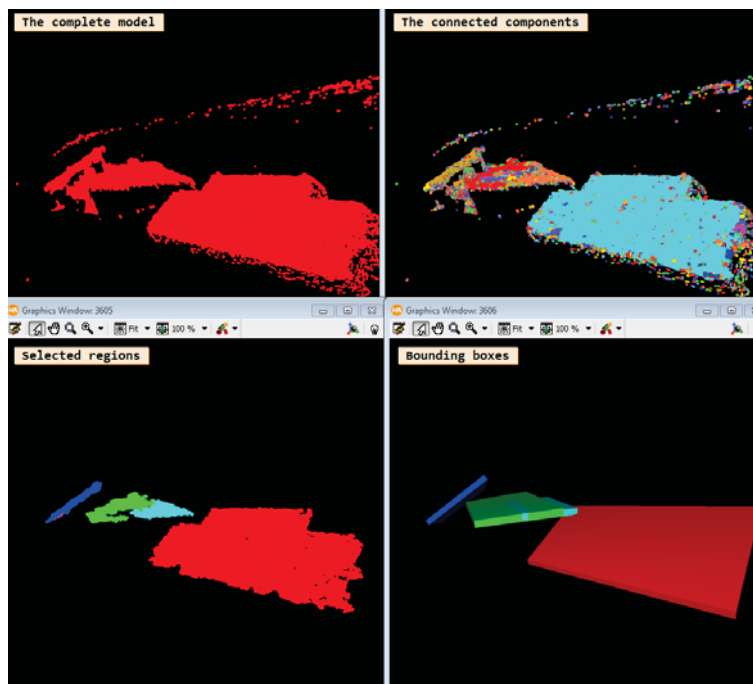 The complete model
The connected components
Graphics Window: 3605
Graphics Window: 3606
Fit
100 %
Fit
100 %
Selected regions
Bounding boxes